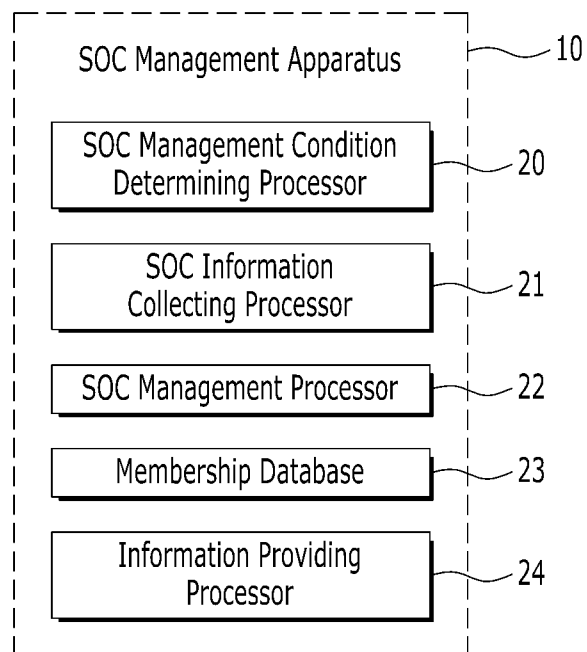 SOC Management Apparatus
10
SOC Management Condition
Determining Processor
20
SOC Information
Collecting Processor
21
SOC Management Processor
22
Membership Database
23
Information Providing
Processor
24